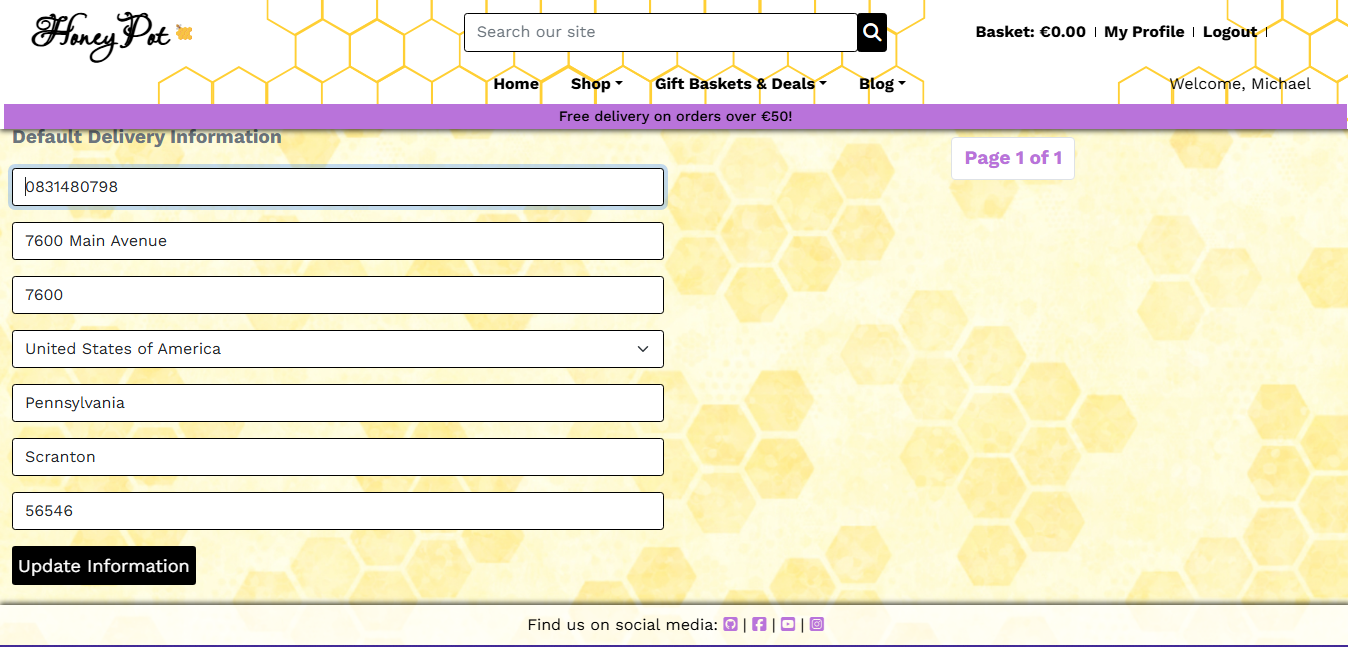 Honey Pot
Search our site
Basket: €0.00 | My Profile | Logout |
Home Shop Gift Baskets & Deals Blog
Welcome, Michael
Free delivery on orders over €50!
Default Delivery Information
Page 1 of 1
0831480798
7600 Main Avenue
7600
United States of America
Pennsylvania
Scranton
56546
Update Information
Find us on social media: | | |